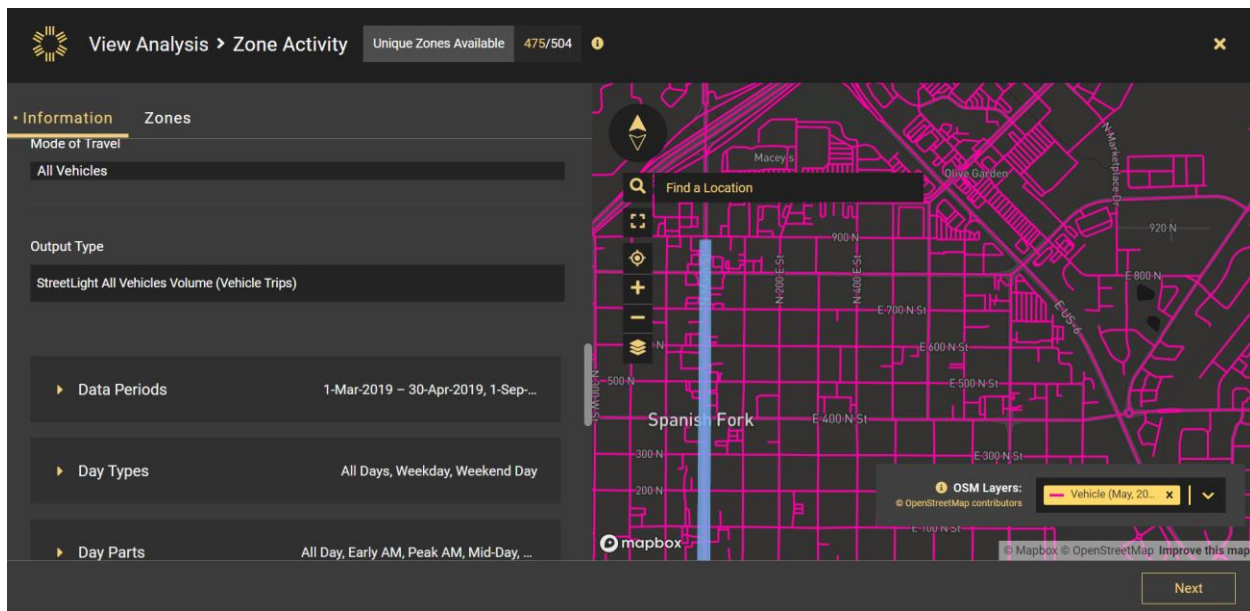 View Analysis > Zone Activity
Unique Zones Available 475/504
Information
Zones
Mode of Travel
All Vehicles
Output Type
StreetLight All Vehicles Volume (Vehicle Trips)
Data Periods
1-Mar-2019 – 30-Apr-2019, 1-Sep-...
Day Types
All Days, Weekday, Weekend Day
Day Parts
All Day, Early AM, Peak AM, Mid-Day, ...
Macey's
Olive Garden
N Marketplace Dr
Find a Location
920 N
900 N
N 200 E St
N 400 E St
E 800 N
E 700 N St
E US-6
E 600 N St
500 N
E 500 N St
Spanish Fork
E 400 N St
300 N
E 300 N St
200 N
OSM Layers:
© OpenStreetMap contributors
Vehicle (May, 20... x
E 100 N St
mapbox
© Mapbox © OpenStreetMap Improve this map
Next